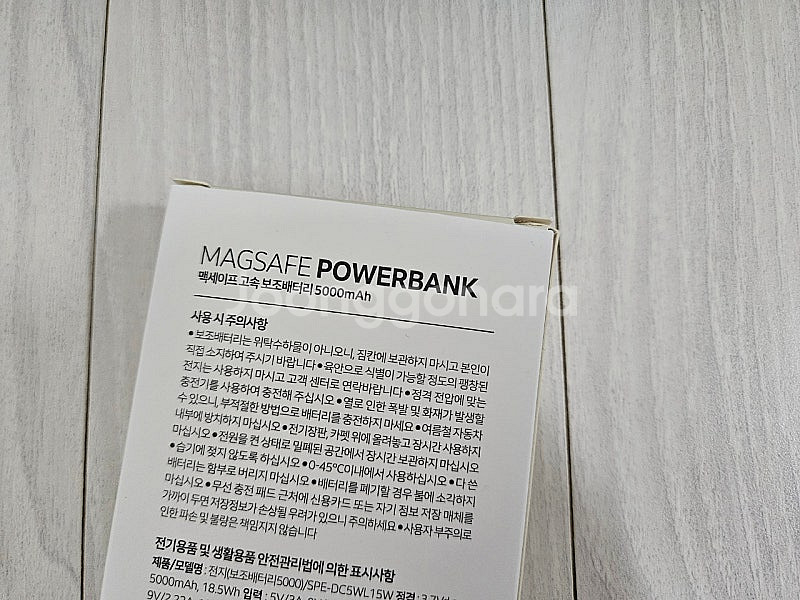 MAGSAFE POWERBANK
맥세이프 고속 보조배터리 5000mAh
joonggonara
사용 시 주의사항
• 보조배터리는 위탁수하물이 아니오니, 짐칸에 보관하지 마시고 본인이
직접 소지하여 주시기 바랍니다 • 육안으로 식별이 가능할 정도의 팽창된
전지는 사용하지 마시고 고객 센터로 연락바랍니다 • 정격 전압에 맞는
충전기를 사용하여 충전해 주십시오 • 열로 인한 폭발 및 화재가 발생할
수 있으니, 부적절한 방법으로 배터리를 충전하지 마세요 • 여름철 자동차
내부에 방치하지 마십시오 • 전기장판, 카펫 위에 올려놓고 장시간 사용하지
마십시오 • 전원을 켠 상태로 밀폐된 공간에서 장시간 보관하지 마십시오
• 습기에 젖지 않도록 하십시오 • 0-45℃이내에서 사용하십시오 • 다 쓴
배터리는 함부로 버리지 마십시오 • 배터리를 폐기할 경우 불에 소각하지
마십시오 • 무선 충전 패드 근처에 신용카드 또는 자기 정보 저장 매체를
가까이 두면 저장정보가 손상될 우려가 있으니 주의하세요 • 사용자 부주의로
인한 파손 및 불량은 책임지지 않습니다
전기용품 및 생활용품 안전관리법에 의한 표시사항
제품/모델명 : 전지(보조배터리5000)/SPE-DC5WL15W 정격 : 3.7V
5000mAh, 18.5Wh 입력 : 5V/3A,
9V/2.22A